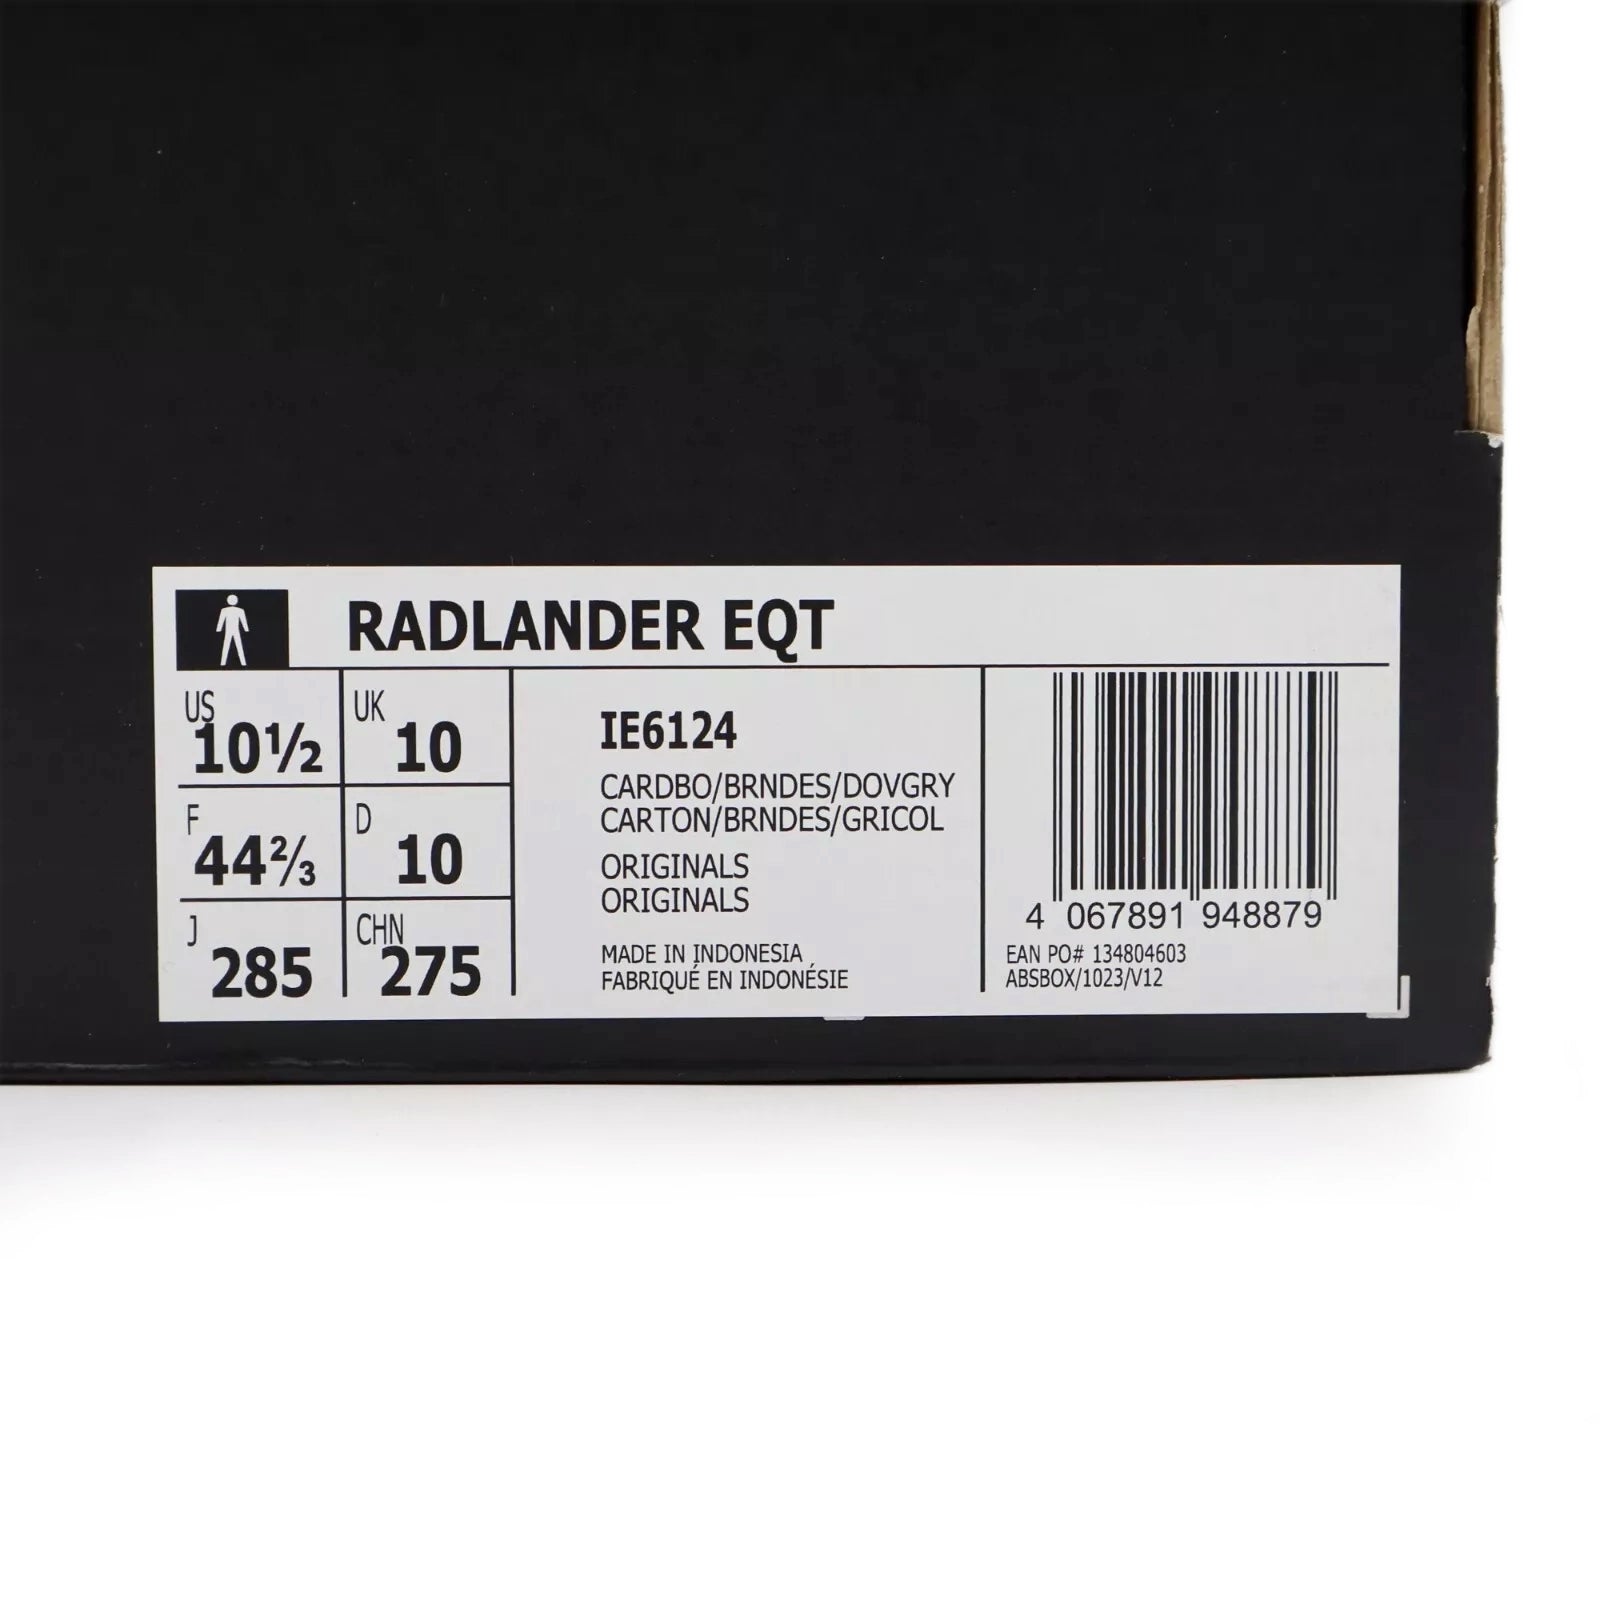 RADLANDER EQT
US 10½ UK 10
F 44⅔ D 10
J 285 CHN 275
IE6124
CARDBO/BRNDES/DOVGRY
CARTON/BRNDES/GRICOL
ORIGINALS
ORIGINALS
MADE IN INDONESIA
FABRIQUÉ EN INDONÉSIE
4 067891 948879
EAN PO# 134804603
ABSBOX/1023/V12